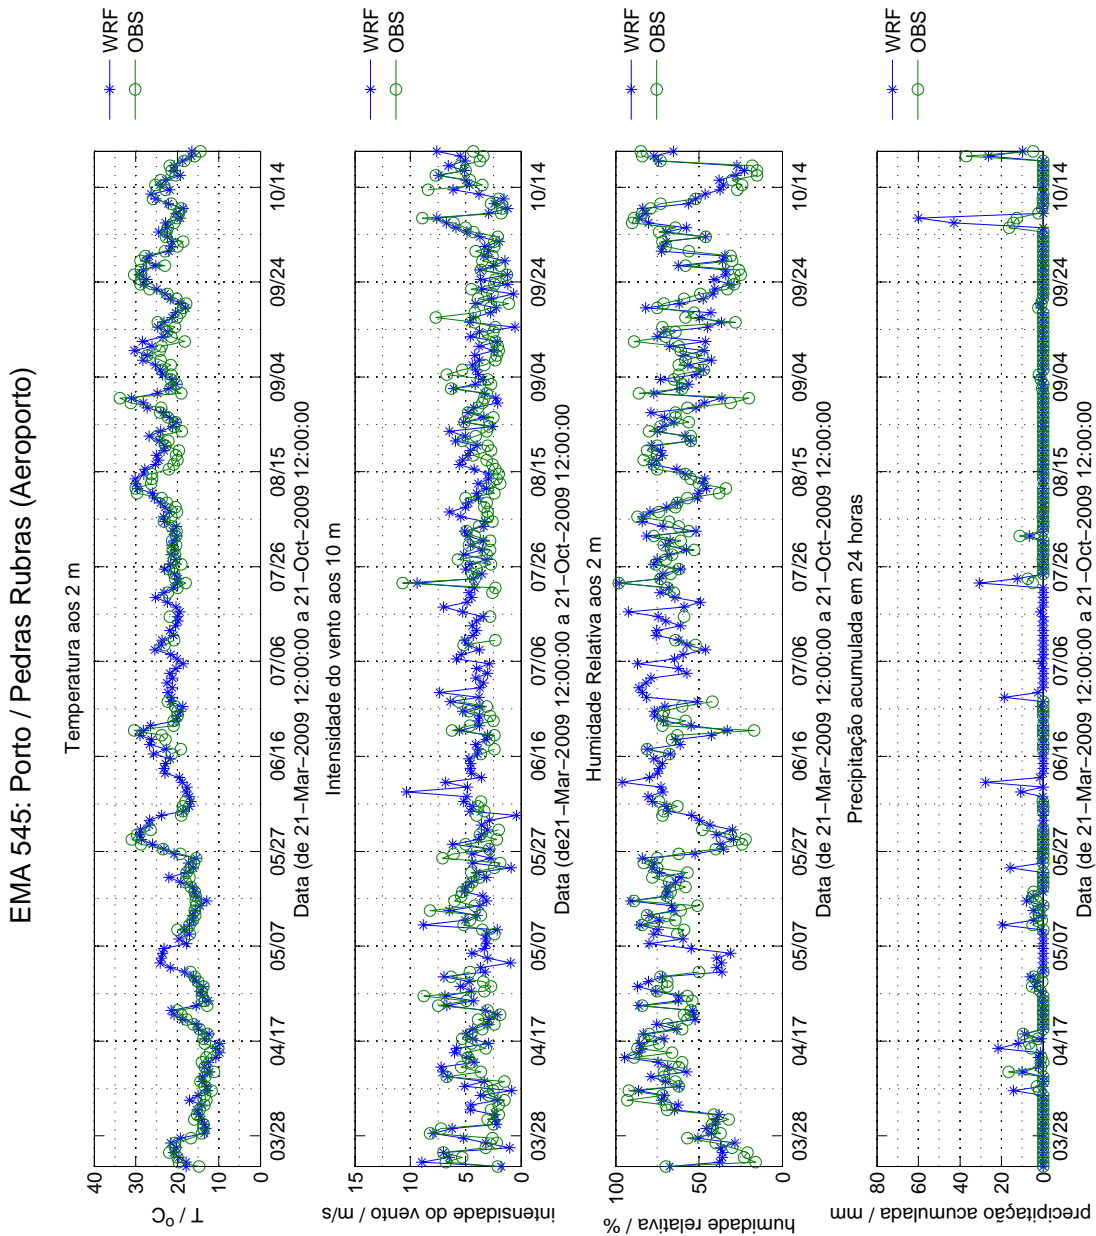 EMA 545: Porto / Pedras Rubras (Aeroporto)
Temperatura aos 2 m
WRF
OBS
T / ºC
40
30
20
10
0
03/28 04/17 05/07 05/27 06/16 07/06 07/26 08/15 09/04 09/24 10/14
Data (de 21−Mar−2009 12:00:00 a 21−Oct−2009 12:00:00
Intensidade do vento aos 10 m
WRF
OBS
intensidade do vento / m/s
15
10
5
0
03/28 04/17 05/07 05/27 06/16 07/06 07/26 08/15 09/04 09/24 10/14
Data (de21−Mar−2009 12:00:00 a 21−Oct−2009 12:00:00
Humidade Relativa aos 2 m
WRF
OBS
humidade relativa / %
100
50
0
03/28 04/17 05/07 05/27 06/16 07/06 07/26 08/15 09/04 09/24 10/14
Data (de 21−Mar−2009 12:00:00 a 21−Oct−2009 12:00:00
Precipitação acumulada em 24 horas
WRF
OBS
precipitação acumulada / mm
80
60
40
20
0
03/28 04/17 05/07 05/27 06/16 07/06 07/26 08/15 09/04 09/24 10/14
Data (de 21−Mar−2009 12:00:00 a 21−Oct−2009 12:00:00